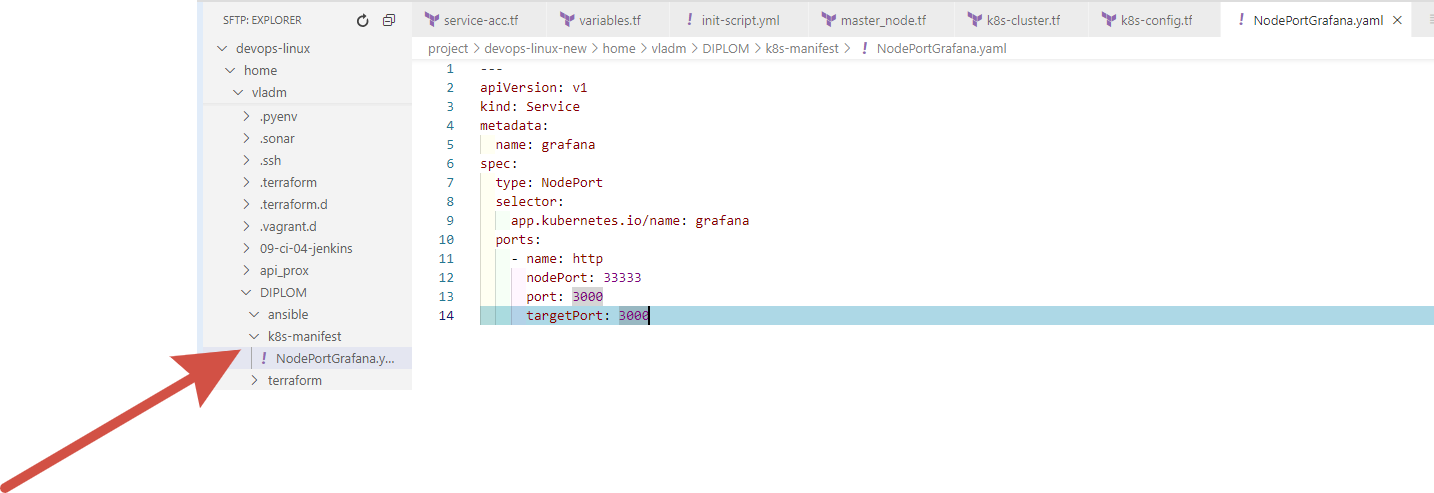 SFTP: EXPLORER
devops-linux
home
vladm
.pyenv
.sonar
.ssh
.terraform
.terraform.d
.vagrant.d
09-ci-04-jenkins
api_prox
DIPLOM
ansible
k8s-manifest
! NodePortGrafana.y...
terraform
service-acc.tf variables.tf ! init-script.yml master_node.tf k8s-cluster.tf k8s-config.tf ! NodePortGrafana.yaml ×
project > devops-linux-new > home > vladm > DIPLOM > k8s-manifest > ! NodePortGrafana.yaml
1 ---
2 apiVersion: v1
3 kind: Service
4 metadata:
5   name: grafana
6 spec:
7   type: NodePort
8   selector:
9     app.kubernetes.io/name: grafana
10   ports:
11     - name: http
12       nodePort: 33333
13       port: 3000
14       targetPort: 3000